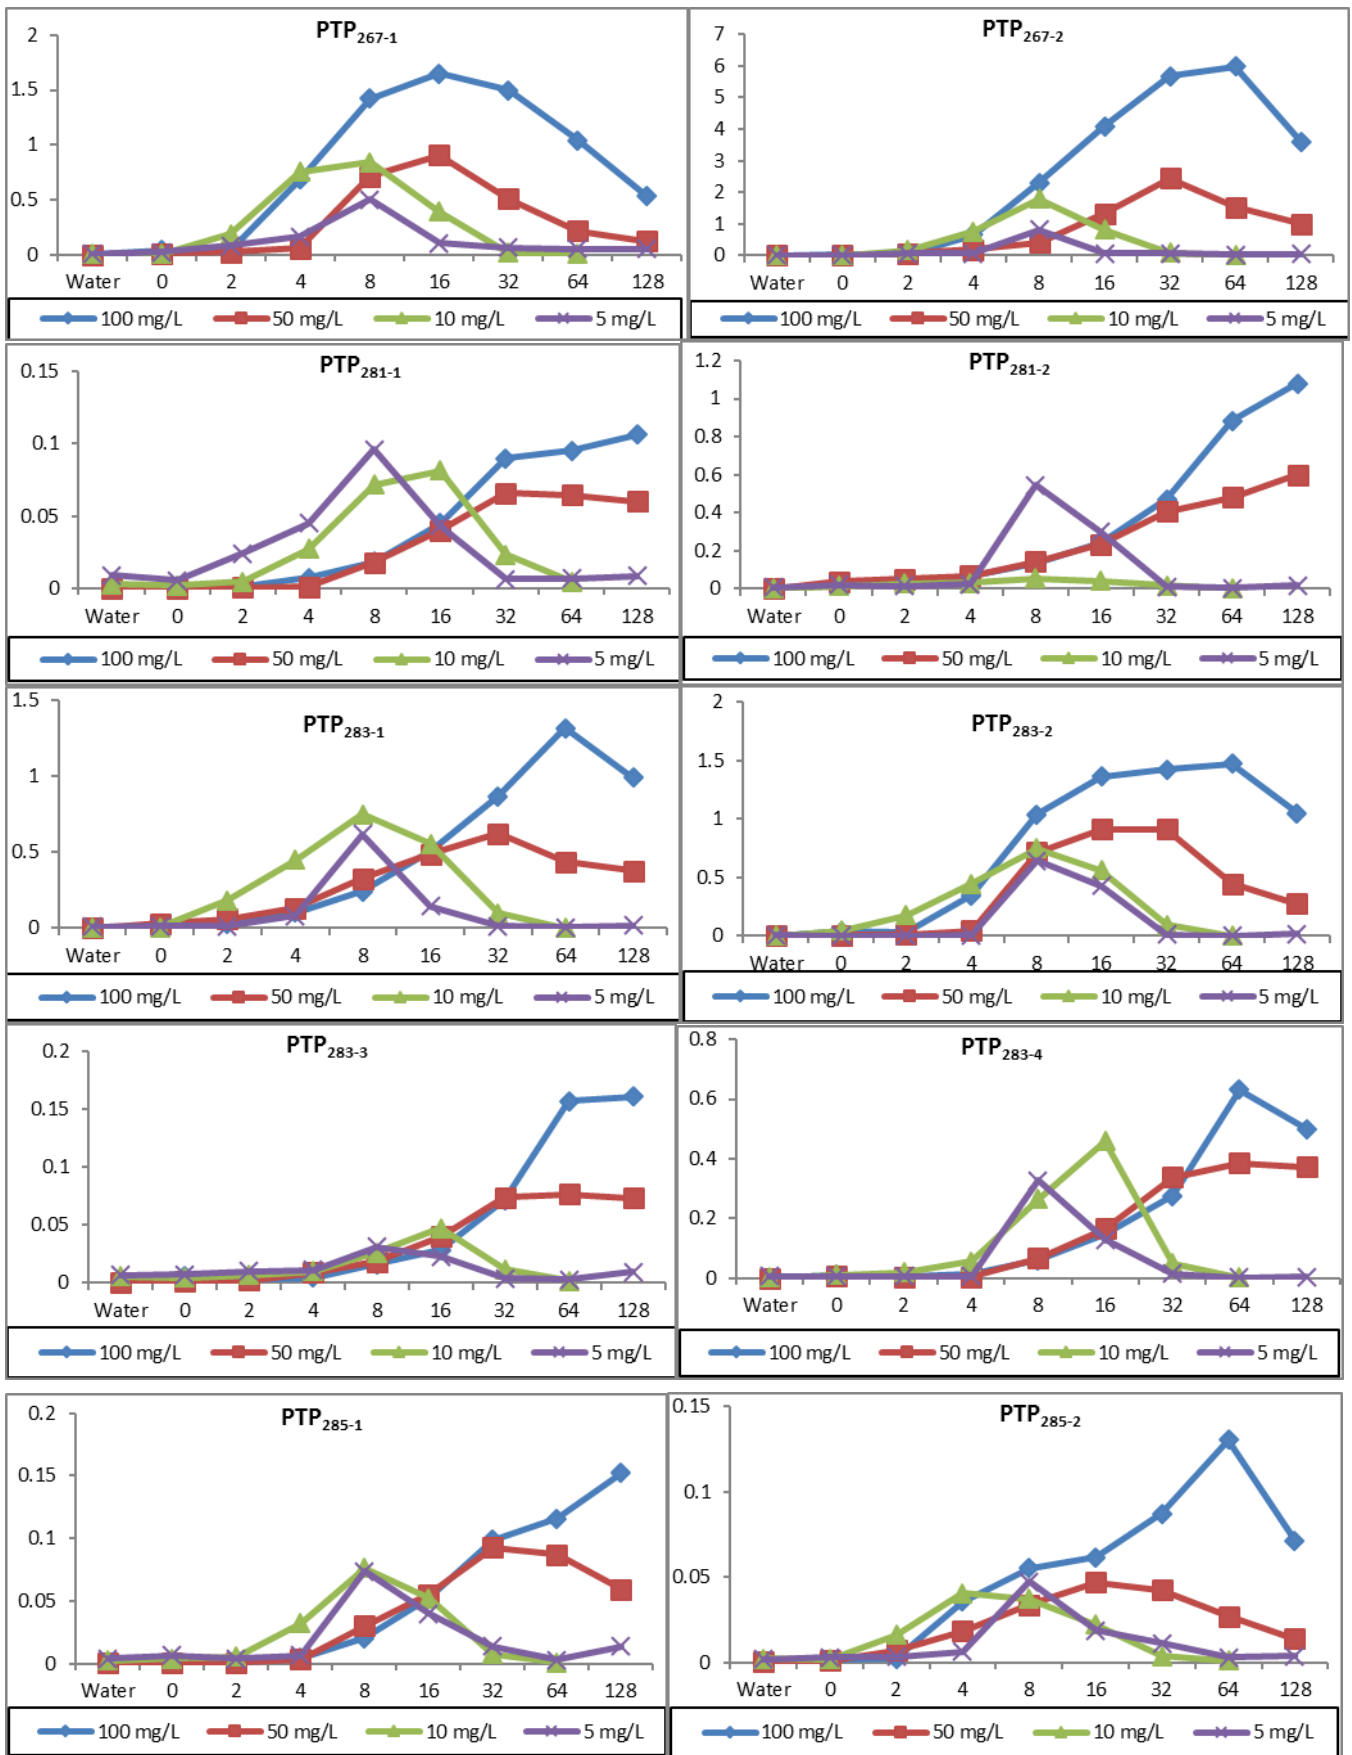 PTP267-1
2
1.5
1
0.5
0
Water 0 2 4 8 16 32 64 128
100 mg/L 50 mg/L 10 mg/L 5 mg/L
PTP267-2
7
6
5
4
3
2
1
0
Water 0 2 4 8 16 32 64 128
100 mg/L 50 mg/L 10 mg/L 5 mg/L
PTP281-1
0.15
0.1
0.05
0
Water 0 2 4 8 16 32 64 128
100 mg/L 50 mg/L 10 mg/L 5 mg/L
PTP281-2
1.2
1
0.8
0.6
0.4
0.2
0
Water 0 2 4 8 16 32 64 128
100 mg/L 50 mg/L 10 mg/L 5 mg/L
PTP283-1
1.5
1
0.5
0
Water 0 2 4 8 16 32 64 128
100 mg/L 50 mg/L 10 mg/L 5 mg/L
PTP283-2
2
1.5
1
0.5
0
Water 0 2 4 8 16 32 64 128
100 mg/L 50 mg/L 10 mg/L 5 mg/L
PTP283-3
0.2
0.15
0.1
0.05
0
Water 0 2 4 8 16 32 64 128
100 mg/L 50 mg/L 10 mg/L 5 mg/L
PTP283-4
0.8
0.6
0.4
0.2
0
Water 0 2 4 8 16 32 64 128
100 mg/L 50 mg/L 10 mg/L 5 mg/L
PTP285-1
0.2
0.15
0.1
0.05
0
Water 0 2 4 8 16 32 64 128
100 mg/L 50 mg/L 10 mg/L 5 mg/L
PTP285-2
0.15
0.1
0.05
0
Water 0 2 4 8 16 32 64 128
100 mg/L 50 mg/L 10 mg/L 5 mg/L